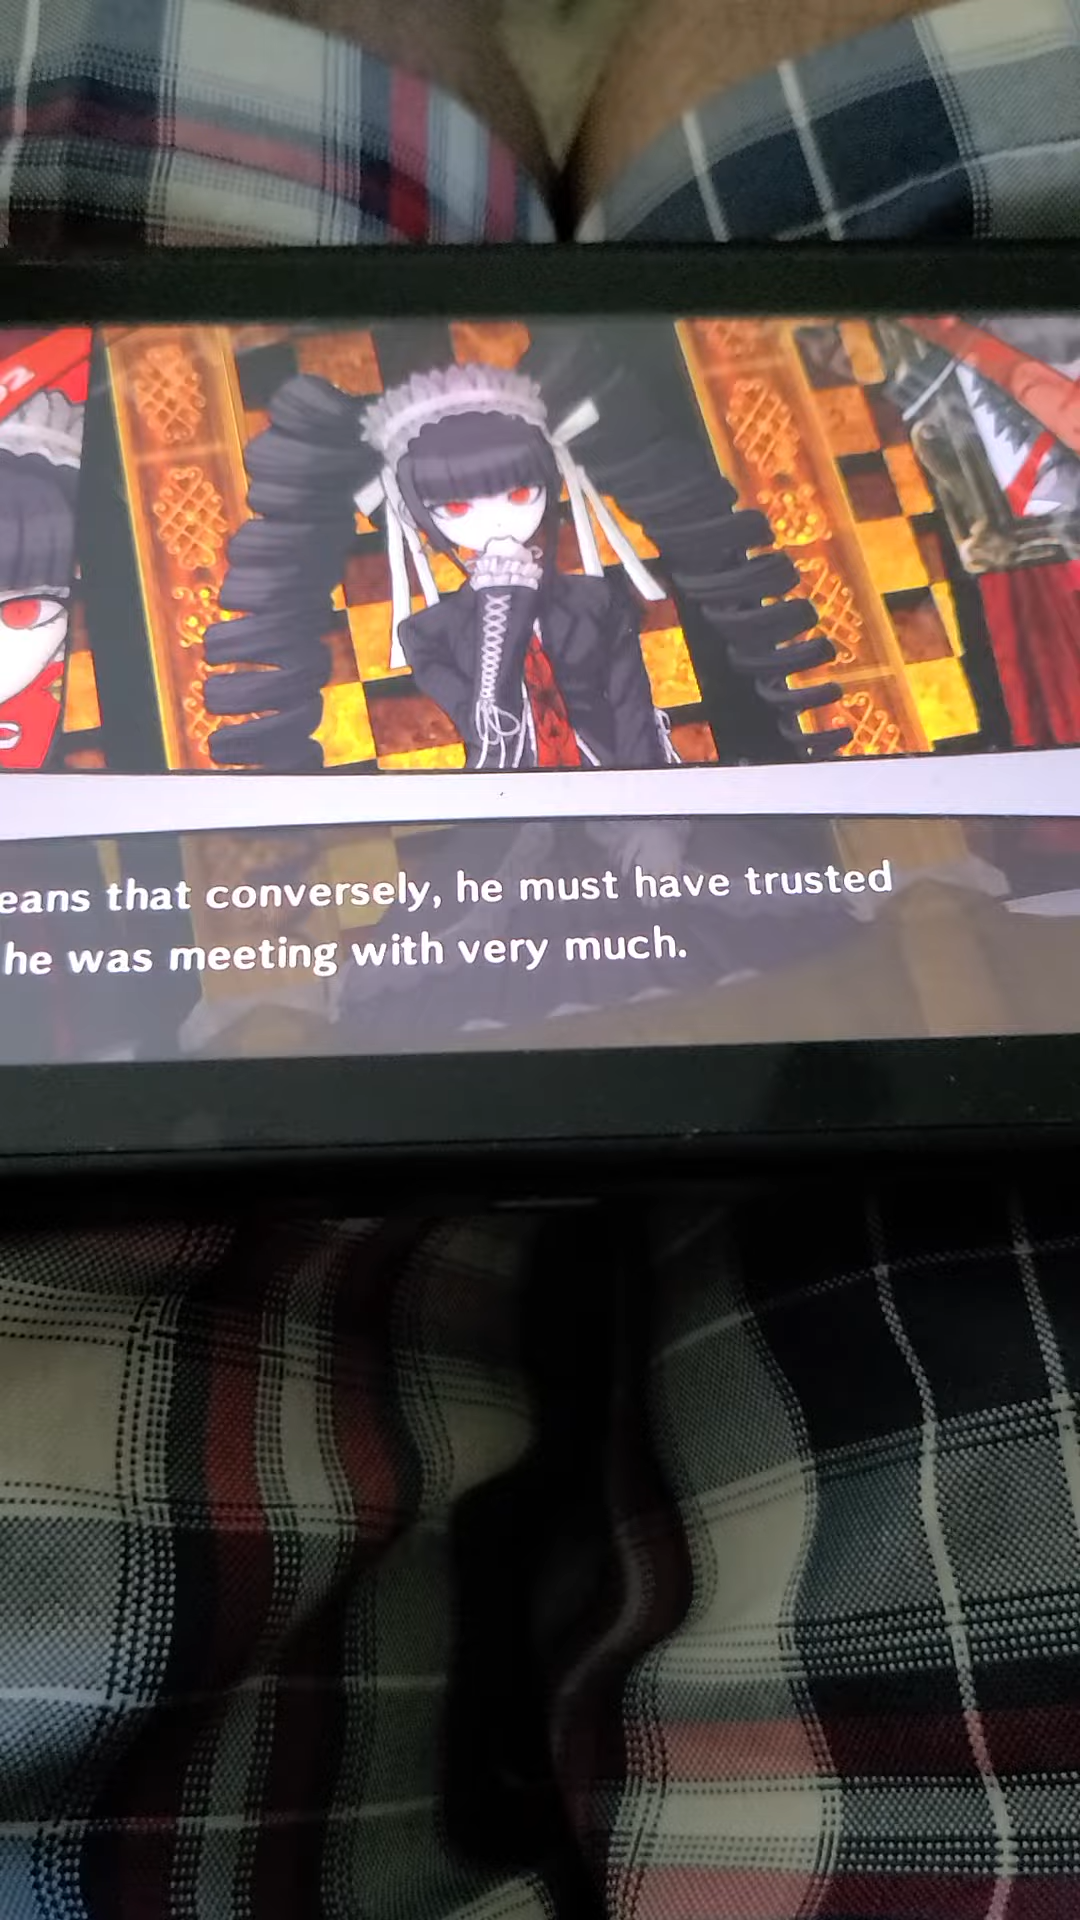 eans that conversely, he must have trusted
he was meeting with very much.